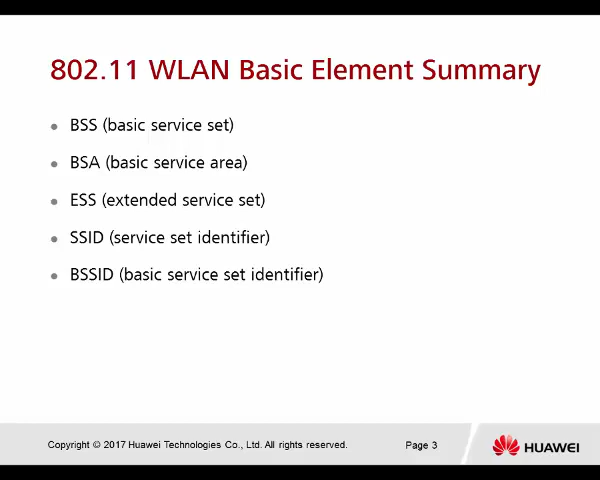 802.11 WLAN Basic Element Summary
BSS (basic service set)
BSA (basic service area)
ESS (extended service set)
SSID (service set identifier)
BSSID (basic service set identifier)
Copyright © 2017 Huawei Technologies Co., Ltd. All rights reserved.
Page 3
HUAWEI